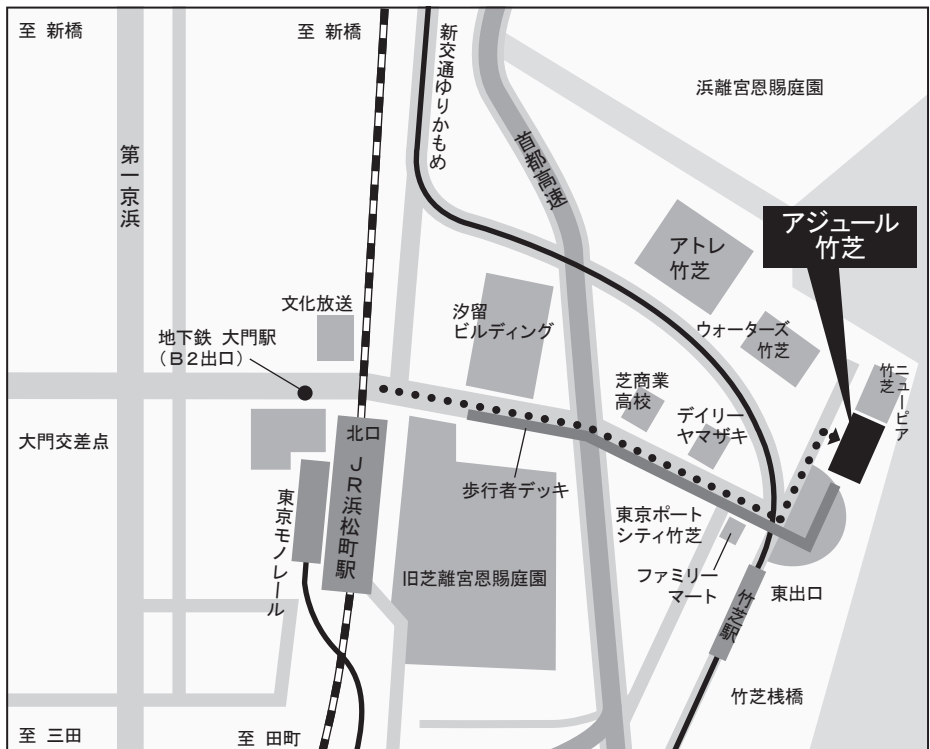 至 新橋
至 新橋
新交通ゆりかもめ
浜離宮恩賜庭園
首都高速
第一京浜
アジュール
竹芝
アトレ
竹芝
文化放送
汐留
ビルディング
ウォーターズ
竹芝
地下鉄 大門駅
（B2出口）
芝商業
高校
ニューピア
竹芝
デイリー
ヤマザキ
大門交差点
北口
JR浜松町駅
歩行者デッキ
東京モノレール
東京ポート
シティ竹芝
旧芝離宮恩賜庭園
ファミリー
マート
東出口
竹芝駅
竹芝桟橋
至 三田
至 田町